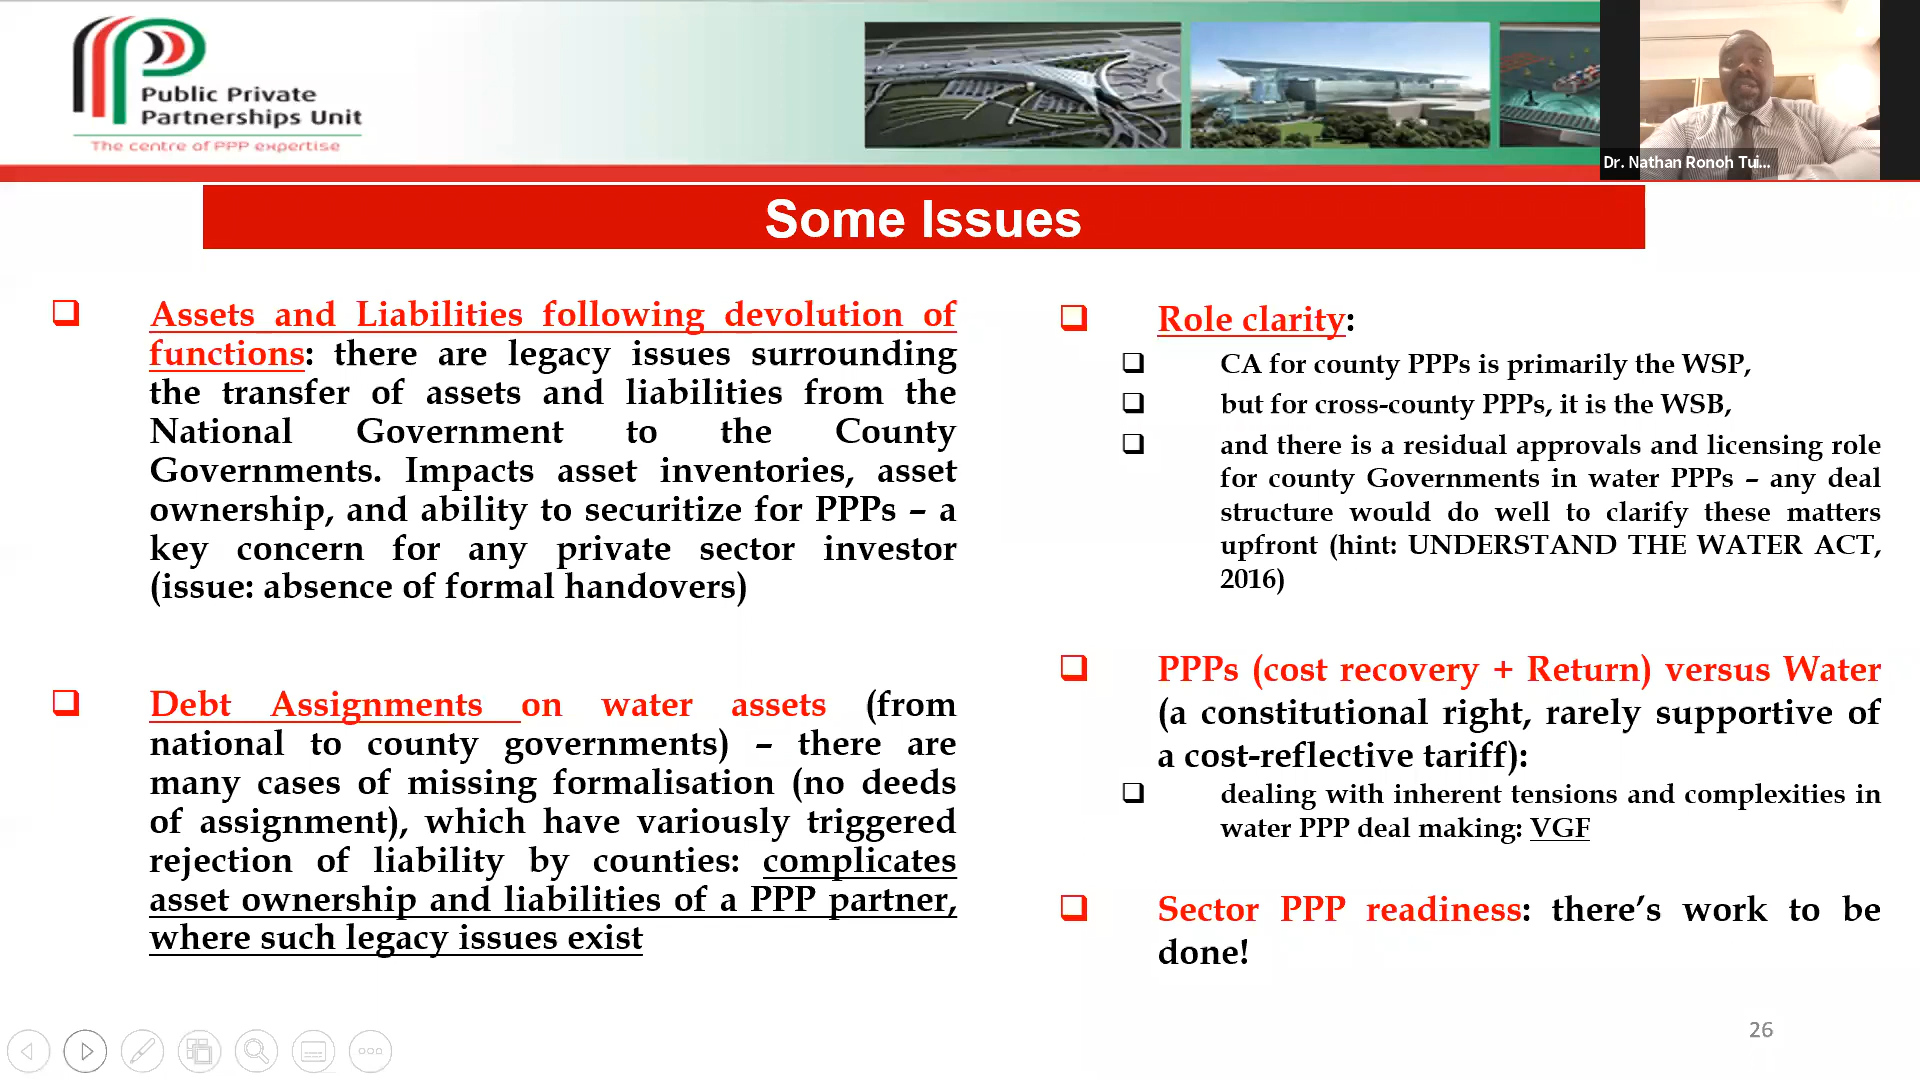 Public Private
Partnerships Unit
The centre of PPP expertise
Dr. Nathan Ronoh Tui...
Some Issues
❑ Assets and Liabilities following devolution of
functions: there are legacy issues surrounding
the transfer of assets and liabilities from the
National Government to the County
Governments. Impacts asset inventories, asset
ownership, and ability to securitize for PPPs – a
key concern for any private sector investor
(issue: absence of formal handovers)
❑ Debt Assignments on water assets (from
national to county governments) – there are
many cases of missing formalisation (no deeds
of assignment), which have variously triggered
rejection of liability by counties: complicates
asset ownership and liabilities of a PPP partner,
where such legacy issues exist
❑ Role clarity:
❑ CA for county PPPs is primarily the WSP,
❑ but for cross-county PPPs, it is the WSB,
❑ and there is a residual approvals and licensing role
for county Governments in water PPPs – any deal
structure would do well to clarify these matters
upfront (hint: UNDERSTAND THE WATER ACT,
2016)
❑ PPPs (cost recovery + Return) versus Water
(a constitutional right, rarely supportive of
a cost-reflective tariff):
❑ dealing with inherent tensions and complexities in
water PPP deal making: VGF
❑ Sector PPP readiness: there’s work to be
done!
26